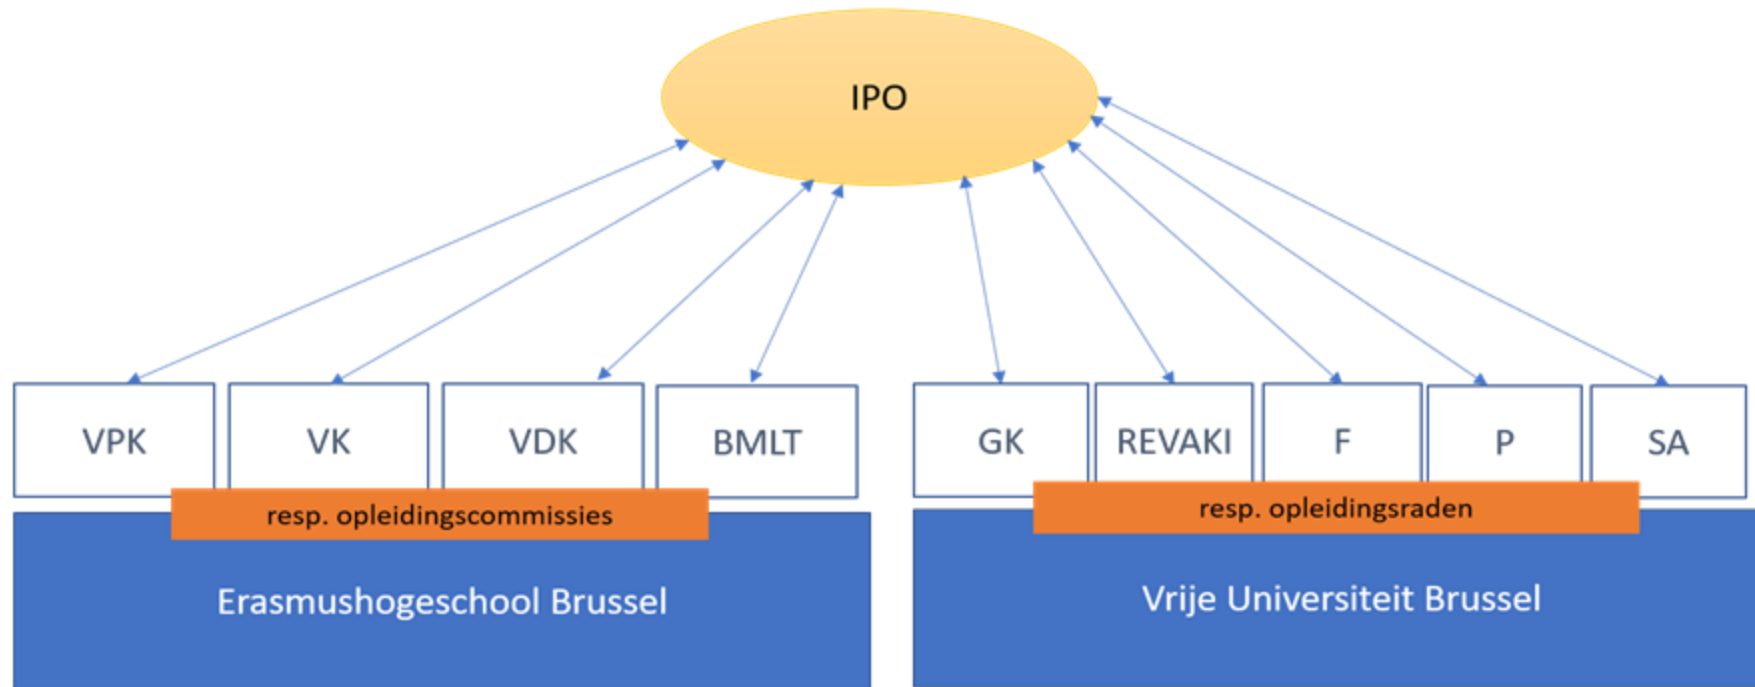 IPO
VPK
VK
VDK
BMLT
GK
REVAKI
F
P
SA
resp. opleidingscommissies
resp. opleidingsraden
Erasmushogeschool Brussel
Vrije Universiteit Brussel